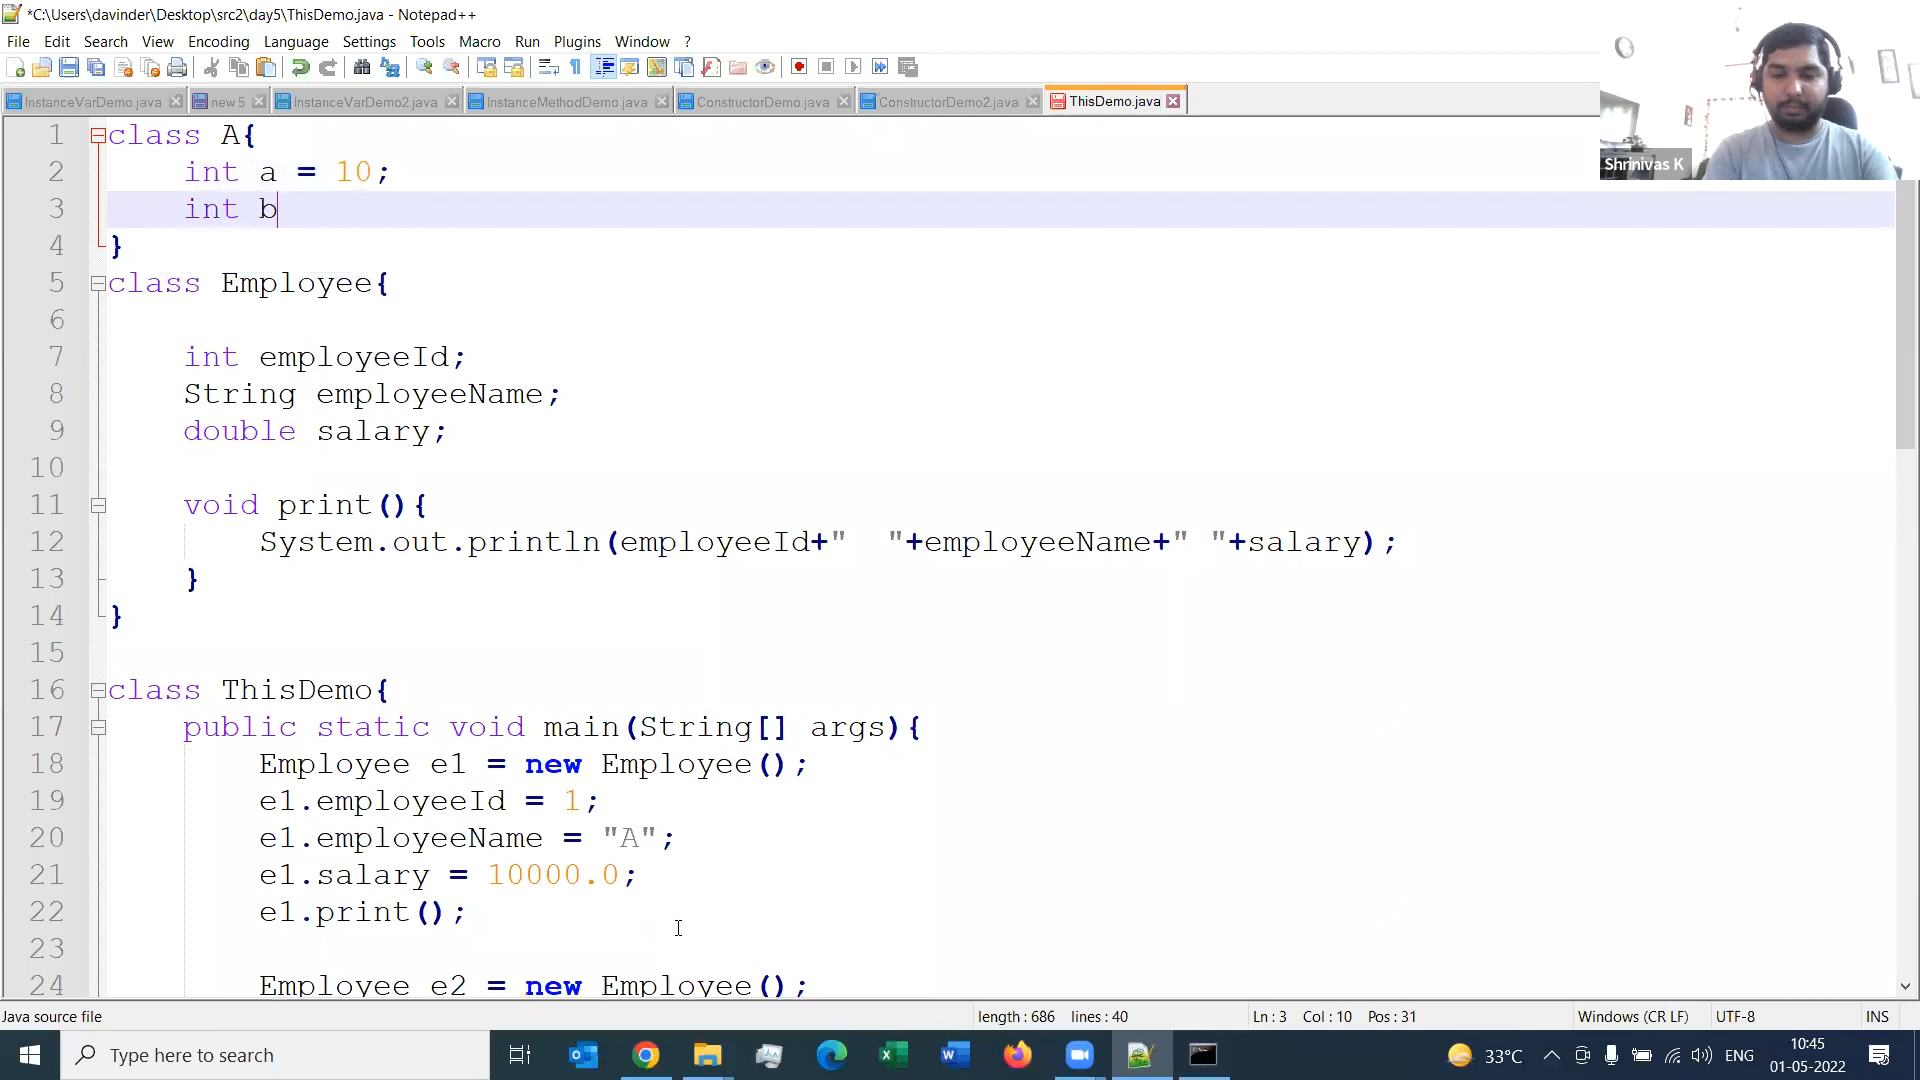 *C:\Users\davinder\Desktop\src2\day5\ThisDemo.java - Notepad++
File Edit Search View Encoding Language Settings Tools Macro Run Plugins Window ?
InstanceVarDemo.java new 5 InstanceVarDemo2.java InstanceMethodDemo.java ConstructorDemo.java ConstructorDemo2.java ThisDemo.java
Shrinivas K
1 class A{
2 int a = 10;
3 int b
4 }
5 class Employee{
6
7 int employeeId;
8 String employeeName;
9 double salary;
10
11 void print(){
12 System.out.println(employeeId+"  "+employeeName+" "+salary);
13 }
14 }
15
16 class ThisDemo{
17 public static void main(String[] args){
18 Employee e1 = new Employee();
19 e1.employeeId = 1;
20 e1.employeeName = "A";
21 e1.salary = 10000.0;
22 e1.print();
23
24 Employee e2 = new Employee();
Java source file length : 686 lines : 40 Ln : 3 Col : 10 Pos : 31 Windows (CR LF) UTF-8 INS
Type here to search 33°C ENG 10:45
01-05-2022